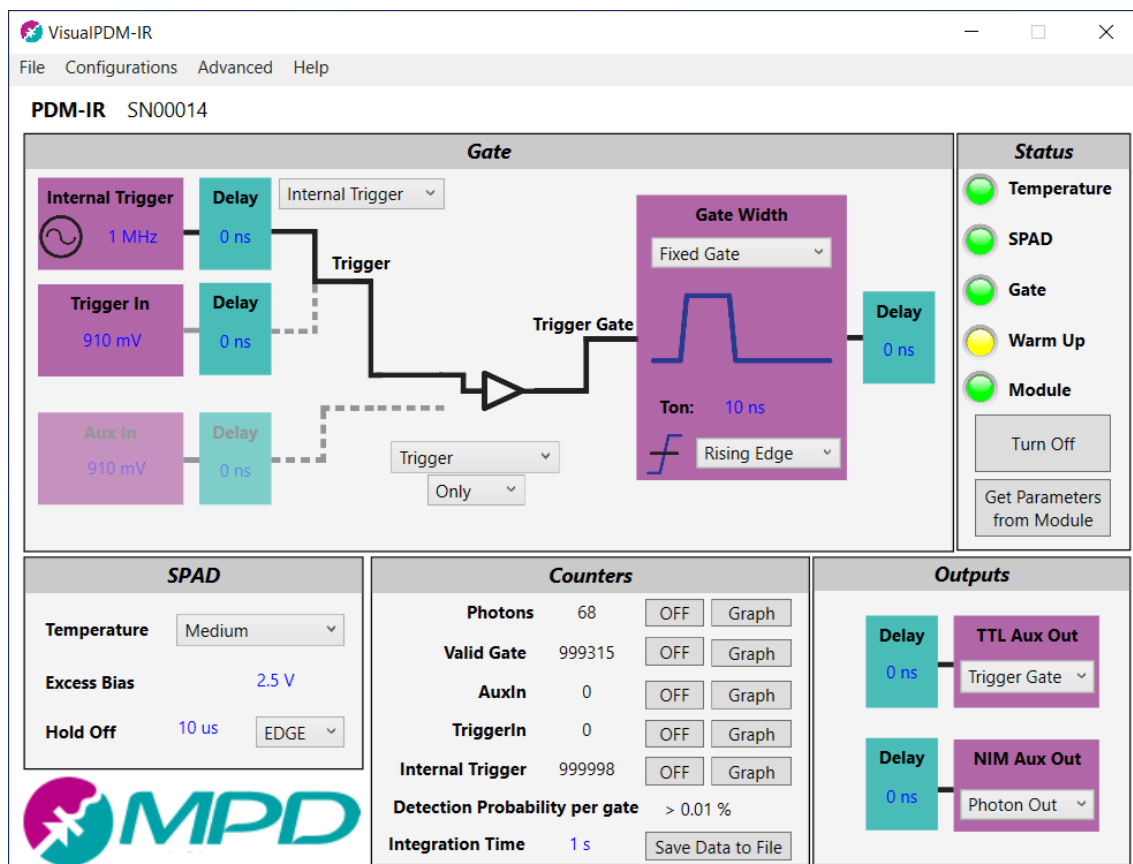 VisualPDM-IR
File Configurations Advanced Help
PDM-IR SN00014
Gate
Internal Trigger
1 MHz
Delay
0 ns
Internal Trigger
Trigger
Trigger In
910 mV
Delay
0 ns
Aux In
910 mV
Delay
0 ns
Trigger
Only
Trigger Gate
Gate Width
Fixed Gate
Ton: 10 ns
Rising Edge
Delay
0 ns
Status
Temperature
SPAD
Gate
Warm Up
Module
Turn Off
Get Parameters
from Module
SPAD
Temperature Medium
Excess Bias 2.5 V
Hold Off 10 us EDGE
MPD
Counters
Photons 68 OFF Graph
Valid Gate 999315 OFF Graph
AuxIn 0 OFF Graph
TriggerIn 0 OFF Graph
Internal Trigger 999998 OFF Graph
Detection Probability per gate > 0.01 %
Integration Time 1 s Save Data to File
Outputs
Delay
0 ns
TTL Aux Out
Trigger Gate
Delay
0 ns
NIM Aux Out
Photon Out